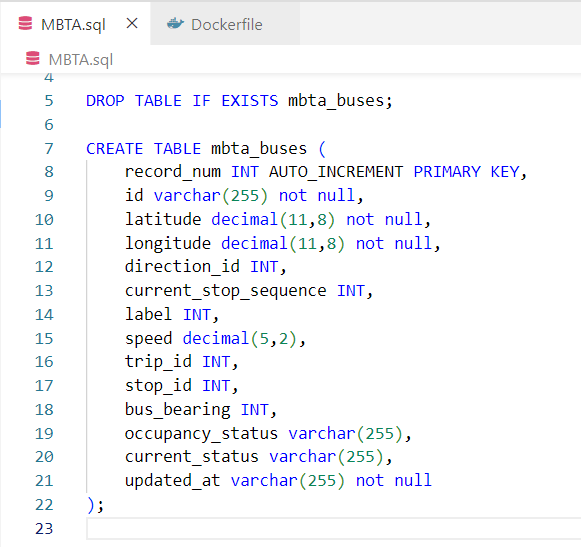 MBTA.sql × Dockerfile
MBTA.sql
4
5 DROP TABLE IF EXISTS mbta_buses;
6
7 CREATE TABLE mbta_buses (
8 record_num INT AUTO_INCREMENT PRIMARY KEY,
9 id varchar(255) not null,
10 latitude decimal(11,8) not null,
11 longitude decimal(11,8) not null,
12 direction_id INT,
13 current_stop_sequence INT,
14 label INT,
15 speed decimal(5,2),
16 trip_id INT,
17 stop_id INT,
18 bus_bearing INT,
19 occupancy_status varchar(255),
20 current_status varchar(255),
21 updated_at varchar(255) not null
22 );
23